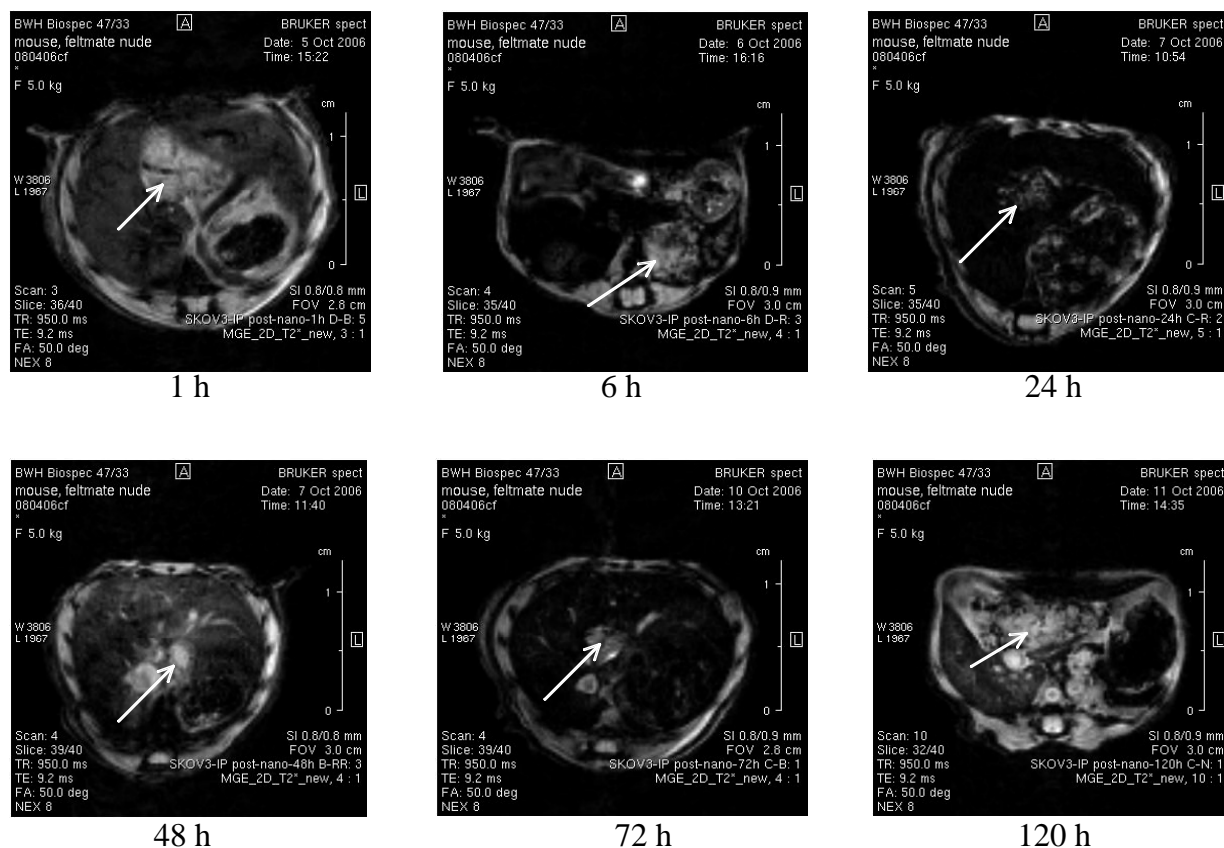 BWH Biospec 47/33
A
BRUKER spect
mouse, feltmate nude
Date: 5 Oct 2006
080406cf
Time: 15:22
*
F 5.0 kg
cm
1
W 3806
L 1967
L
0
Scan: 3
SI 0.8/0.8 mm
Slice: 36/40
FOV 2.8 cm
TR: 950.0 ms
SKOV3-IP post-nano-1h D-B: 5
TE: 9.2 ms
MGE_2D_T2*_new, 3 : 1
FA: 50.0 deg
NEX 8
1 h
BWH Biospec 47/33
A
BRUKER spect
mouse, feltmate nude
Date: 6 Oct 2006
080406cf
Time: 16:16
*
F 5.0 kg
cm
1
W 3806
L 1967
L
0
Scan: 4
SI 0.8/0.9 mm
Slice: 35/40
FOV 3.0 cm
TR: 950.0 ms
SKOV3-IP post-nano-6h D-R: 3
TE: 9.2 ms
MGE_2D_T2*_new, 4 : 1
FA: 50.0 deg
NEX 8
6 h
BWH Biospec 47/33
A
BRUKER spect
mouse, feltmate nude
Date: 7 Oct 2006
080406cf
Time: 10:54
*
F 5.0 kg
cm
1
W 3806
L 1967
L
0
Scan: 5
SI 0.8/0.9 mm
Slice: 35/40
FOV 3.0 cm
TR: 950.0 ms
SKOV3-IP post-nano-24h C-R: 2
TE: 9.2 ms
MGE_2D_T2*_new, 5 : 1
FA: 50.0 deg
NEX 8
24 h
BWH Biospec 47/33
A
BRUKER spect
mouse, feltmate nude
Date: 7 Oct 2006
080406cf
Time: 11:40
*
F 5.0 kg
cm
1
W 3806
L 1967
L
0
Scan: 4
SI 0.8/0.8 mm
Slice: 39/40
FOV 3.0 cm
TR: 950.0 ms
SKOV3-IP post-nano-48h B-RR: 3
TE: 9.2 ms
MGE_2D_T2*_new, 4 : 1
FA: 50.0 deg
NEX 8
48 h
BWH Biospec 47/33
A
BRUKER spect
mouse, feltmate nude
Date: 10 Oct 2006
080406cf
Time: 13:21
*
F 5.0 kg
cm
1
W 3806
L 1967
L
0
Scan: 4
SI 0.8/0.9 mm
Slice: 39/40
FOV 2.8 cm
TR: 950.0 ms
SKOV3-IP post-nano-72h C-B: 1
TE: 9.2 ms
MGE_2D_T2*_new, 4 : 1
FA: 50.0 deg
NEX 8
72 h
BWH Biospec 47/33
A
BRUKER spect
mouse, feltmate nude
Date: 11 Oct 2006
080406cf
Time: 14:35
*
F 5.0 kg
cm
1
W 3806
L 1967
L
0
Scan: 10
SI 0.8/0.9 mm
Slice: 32/40
FOV 3.0 cm
TR: 950.0 ms
SKOV3-IP post-nano-120h C-N: 1
TE: 9.2 ms
MGE_2D_T2*_new, 10 : 1
FA: 50.0 deg
NEX 8
120 h